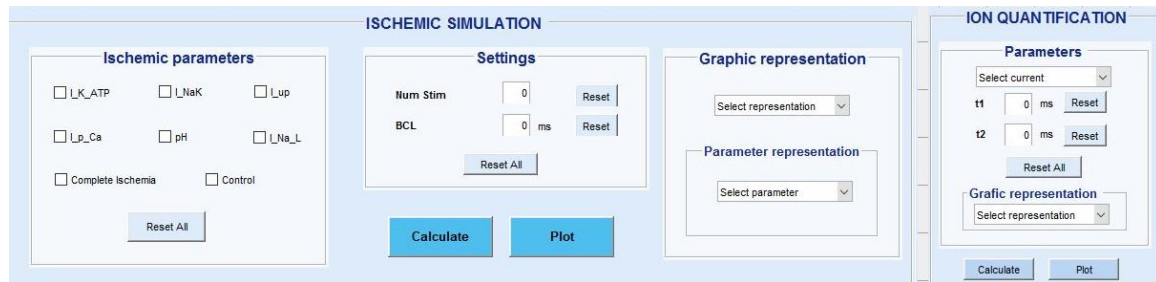 ISCHEMIC SIMULATION
Ischemic parameters
I_K_ATP
I_NaK
I_up
I_p_Ca
pH
I_Na_L
Complete Ischemia
Control
Reset All
Settings
Num Stim 0 Reset
BCL 0 ms Reset
Reset All
Calculate
Plot
Graphic representation
Select representation
Parameter representation
Select parameter
ION QUANTIFICATION
Parameters
Select current
t1 0 ms Reset
t2 0 ms Reset
Reset All
Grafic representation
Select representation
Calculate
Plot